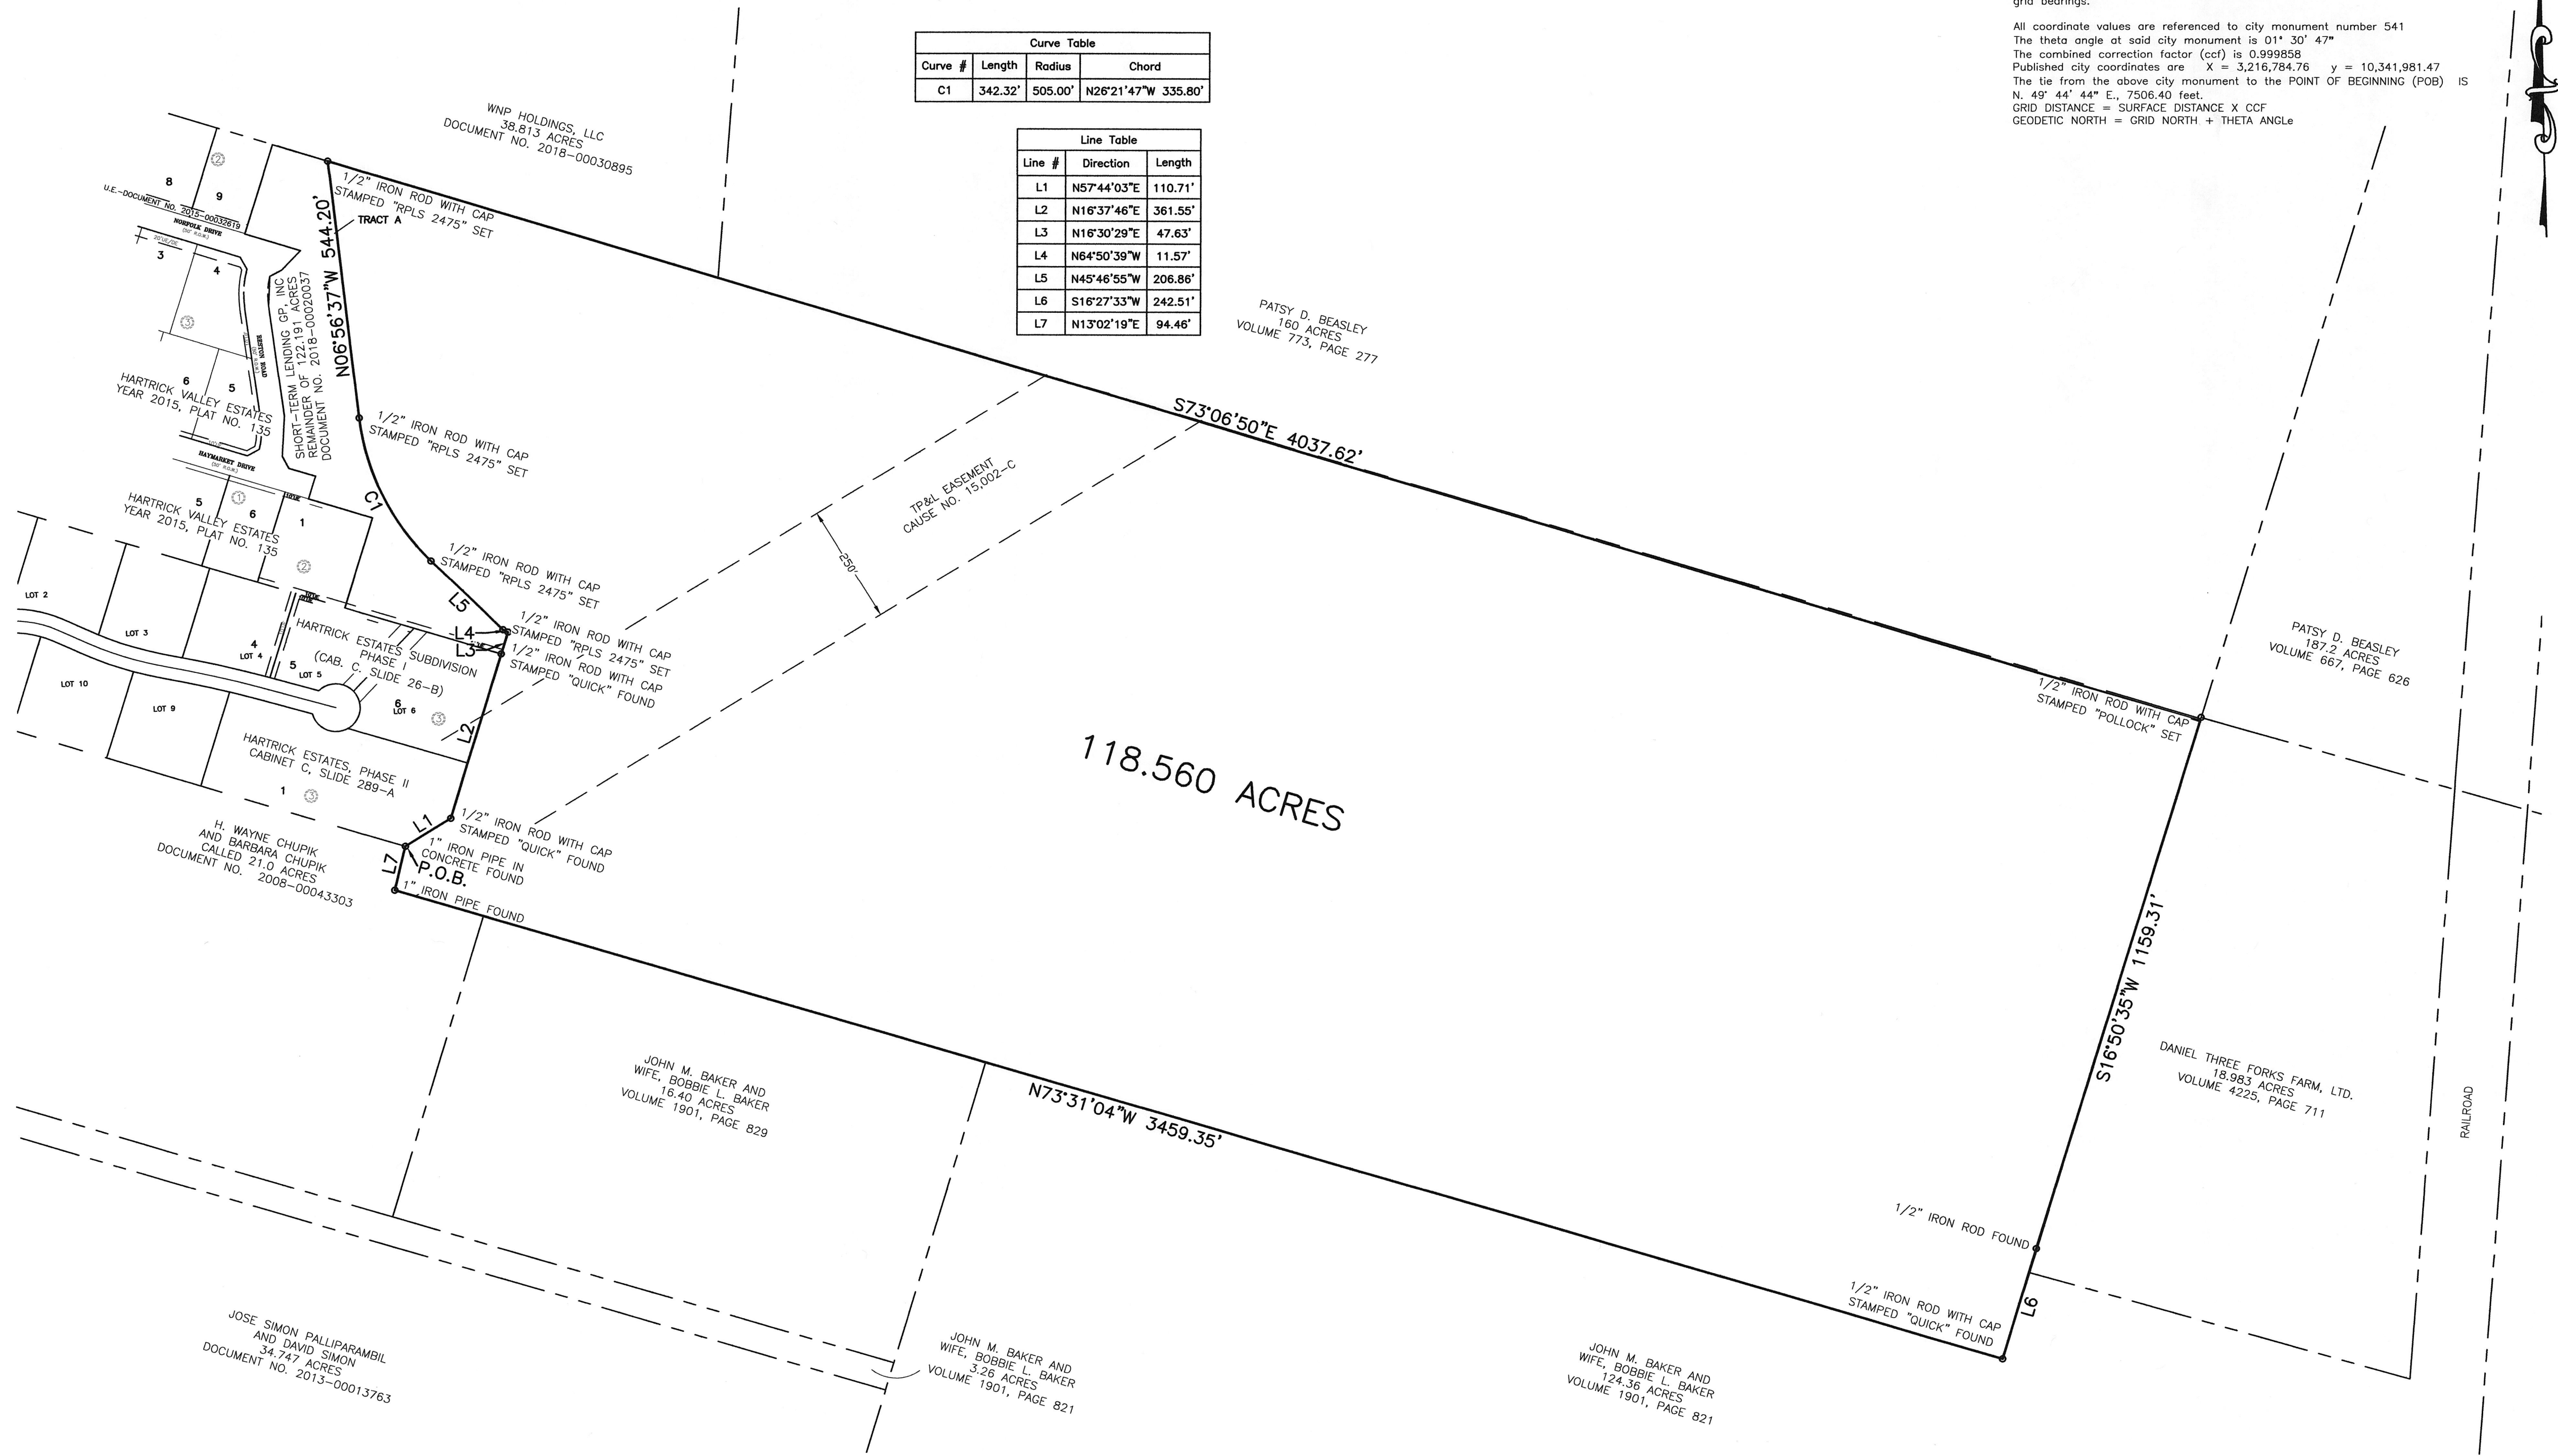 grid bearings.
All coordinate values are referenced to city monument number 541
The theta angle at said city monument is 01° 30' 47"
The combined correction factor (ccf) is 0.999858
Published city coordinates are X = 3,216,784.76 y = 10,341,981.47
The tie from the above city monument to the POINT OF BEGINNING (POB) IS
N. 49° 44' 44" E., 7506.40 feet.
GRID DISTANCE = SURFACE DISTANCE X CCF
GEODETIC NORTH = GRID NORTH + THETA ANGLe
Curve Table
Curve # Length Radius Chord
C1 342.32' 505.00' N26°21'47"W 335.80'
Line Table
Line # Direction Length
L1 N57°44'03"E 110.71'
L2 N16°37'46"E 361.55'
L3 N16°30'29"E 47.63'
L4 N64°50'39"W 11.57'
L5 N45°46'55"W 206.86'
L6 S16°27'33"W 242.51'
L7 N13°02'19"E 94.46'
WNP HOLDINGS, LLC
38.813 ACRES
DOCUMENT NO. 2018-00030895
2
8
9
U.E.-DOCUMENT NO. 2015-00032619
NORFOLK DRIVE
(50' R.O.W.)
20'UE/DE
3
4
3
RESTON ROAD
6
5
HARTRICK VALLEY ESTATES
YEAR 2015, PLAT NO. 135
HAYMARKET DRIVE
(50' R.O.W.)
SHORT-TERM LENDING GP, INC
REMAINDER OF 122.191 ACRES
DOCUMENT NO. 2018-00020037
N06°56'37"W 544.20'
1/2" IRON ROD WITH CAP
STAMPED "RPLS 2475" SET
TRACT A
1/2" IRON ROD WITH CAP
STAMPED "RPLS 2475" SET
C1
5
1
6
1
HARTRICK VALLEY ESTATES
YEAR 2015, PLAT NO. 135
2
1/2" IRON ROD WITH CAP
STAMPED "RPLS 2475" SET
L5
1/2" IRON ROD WITH CAP
STAMPED "RPLS 2475" SET
L4
L3
1/2" IRON ROD WITH CAP
STAMPED "QUICK" FOUND
LOT 2
LOT 3
4
LOT 4
5
LOT 5
6
LOT 6
3
LOT 10
LOT 9
HARTRICK ESTATES SUBDIVISION
PHASE I
(CAB. C. SLIDE 26-B)
L2
HARTRICK ESTATES, PHASE II
CABINET C, SLIDE 289-A
1
3
L1
1/2" IRON ROD WITH CAP
STAMPED "QUICK" FOUND
1" IRON PIPE IN
CONCRETE FOUND
P.O.B.
L7
1" IRON PIPE FOUND
H. WAYNE CHUPIK
AND BARBARA CHUPIK
CALLED 21.0 ACRES
DOCUMENT NO. 2008-00043303
PATSY D. BEASLEY
160 ACRES
VOLUME 773, PAGE 277
S73°06'50"E 4037.62'
TP&L EASEMENT
CAUSE NO. 15,002-C
250'
118.560 ACRES
PATSY D. BEASLEY
187.2 ACRES
VOLUME 667, PAGE 626
1/2" IRON ROD WITH CAP
STAMPED "POLLOCK" SET
S16°50'35"W 1159.31'
DANIEL THREE FORKS FARM, LTD.
18.983 ACRES
VOLUME 4225, PAGE 711
RAILROAD
N73°31'04"W 3459.35'
1/2" IRON ROD FOUND
1/2" IRON ROD WITH CAP
STAMPED "QUICK" FOUND
L6
JOHN M. BAKER AND
WIFE, BOBBIE L. BAKER
16.40 ACRES
VOLUME 1901, PAGE 829
JOHN M. BAKER AND
WIFE, BOBBIE L. BAKER
3.26 ACRES
VOLUME 1901, PAGE 821
JOHN M. BAKER AND
WIFE, BOBBIE L. BAKER
124.36 ACRES
VOLUME 1901, PAGE 821
JOSE SIMON PALLIPARAMBIL
AND DAVID SIMON
34.747 ACRES
DOCUMENT NO. 2013-00013763